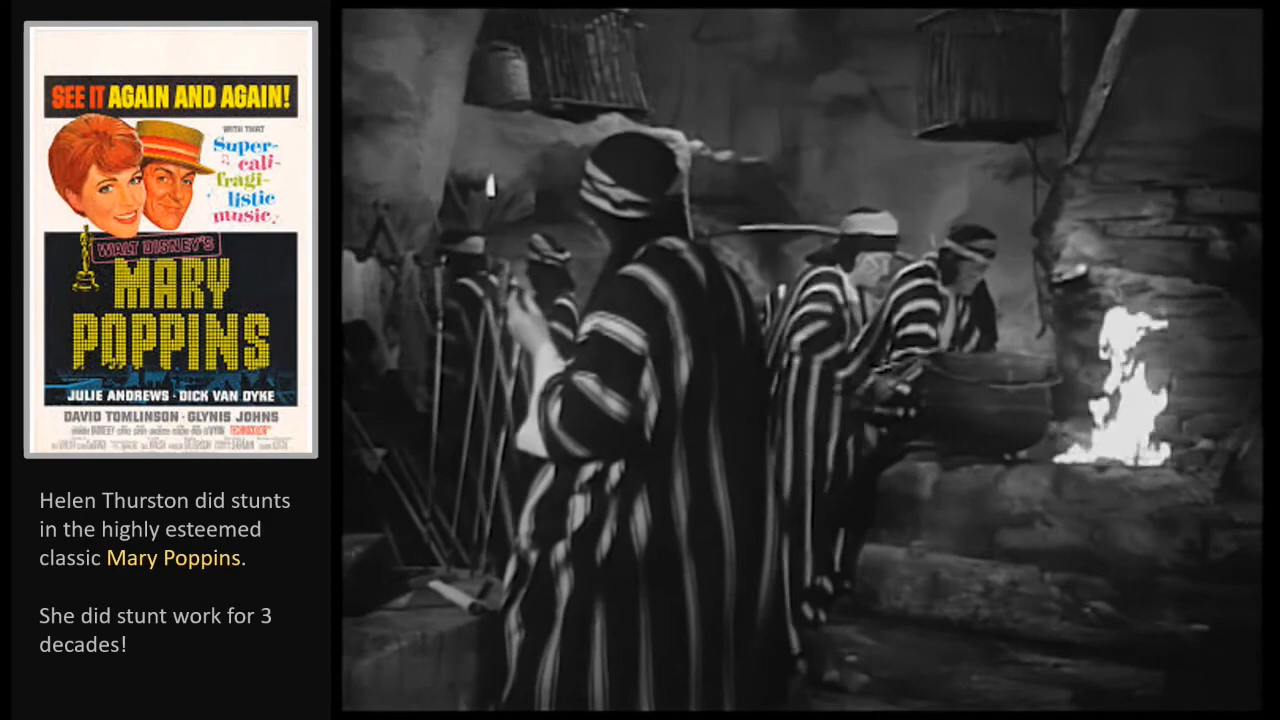 SEE IT AGAIN AND AGAIN!
WITH THAT
Super-
cali-
fragi-
listic
music.
WALT DISNEY'S
MARY
POPPINS
JULIE ANDREWS · DICK VAN DYKE
DAVID TOMLINSON · GLYNIS JOHNS
TECHNICOLOR
Helen Thurston did stunts
in the highly esteemed
classic Mary Poppins.
She did stunt work for 3
decades!